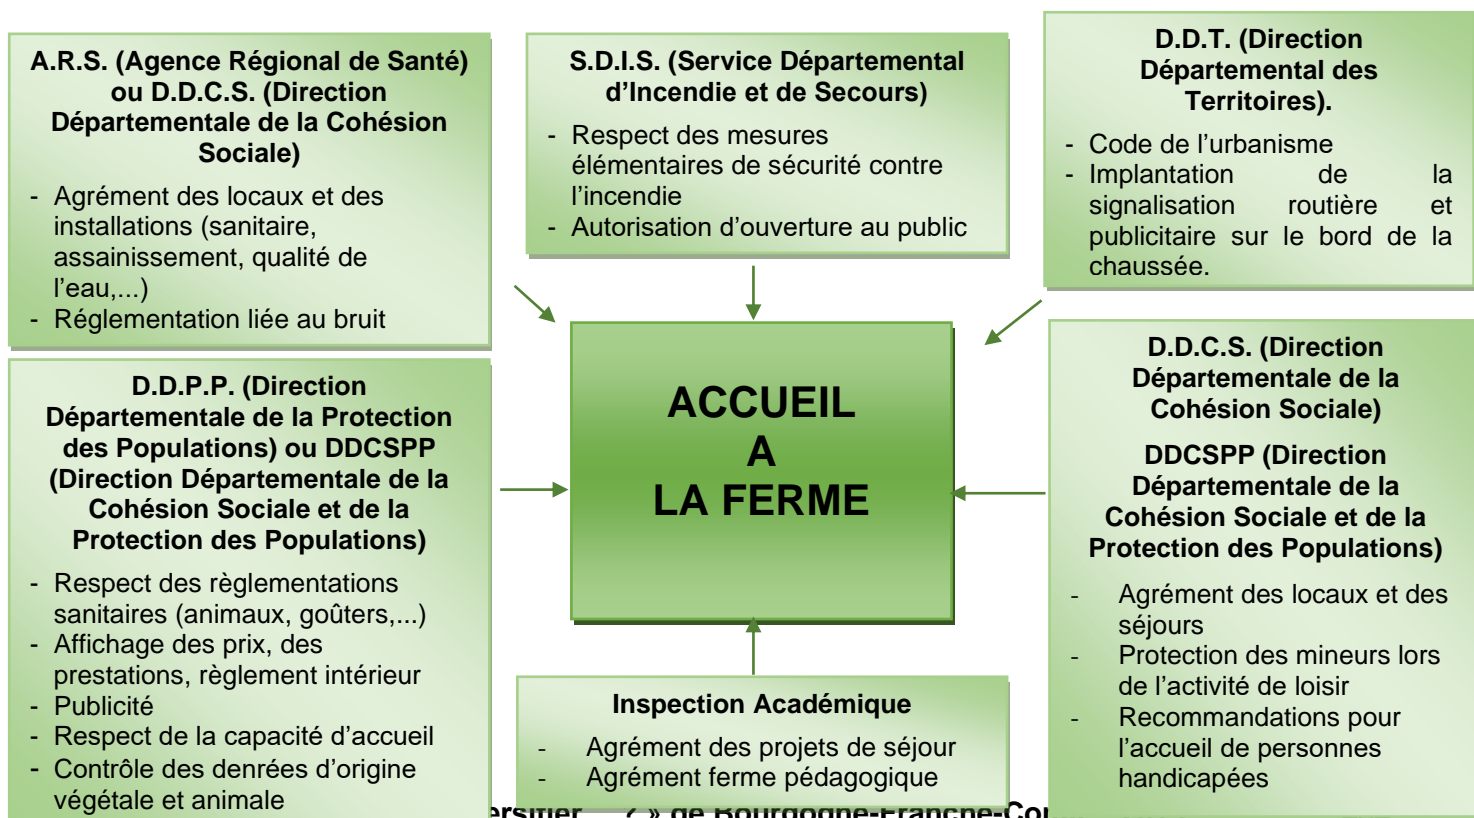 A.R.S. (Agence Régional de Santé)
ou D.D.C.S. (Direction
Départementale de la Cohésion
Sociale)
- Agrément des locaux et des
installations (sanitaire,
assainissement, qualité de
l’eau,...)
- Réglementation liée au bruit
S.D.I.S. (Service Départemental
d’Incendie et de Secours)
- Respect des mesures
élémentaires de sécurité contre
l’incendie
- Autorisation d’ouverture au public
D.D.T. (Direction
Départemental des
Territoires).
- Code de l’urbanisme
- Implantation de la
signalisation routière et
publicitaire sur le bord de la
chaussée.
D.D.P.P. (Direction
Départementale de la Protection
des Populations) ou DDCSPP
(Direction Départementale de la
Cohésion Sociale et de la
Protection des Populations)
- Respect des règlementations
sanitaires (animaux, goûters,...)
- Affichage des prix, des
prestations, règlement intérieur
- Publicité
- Respect de la capacité d’accueil
- Contrôle des denrées d’origine
végétale et animale
ACCUEIL
A
LA FERME
D.D.C.S. (Direction
Départementale de la
Cohésion Sociale)
DDCSPP (Direction
Départementale de la
Cohésion Sociale et de la
Protection des Populations)
- Agrément des locaux et des
séjours
- Protection des mineurs lors
de l’activité de loisir
- Recommandations pour
l’accueil de personnes
handicapées
Inspection Académique
- Agrément des projets de séjour
- Agrément ferme pédagogique
? » de Bourgogne-Franche-